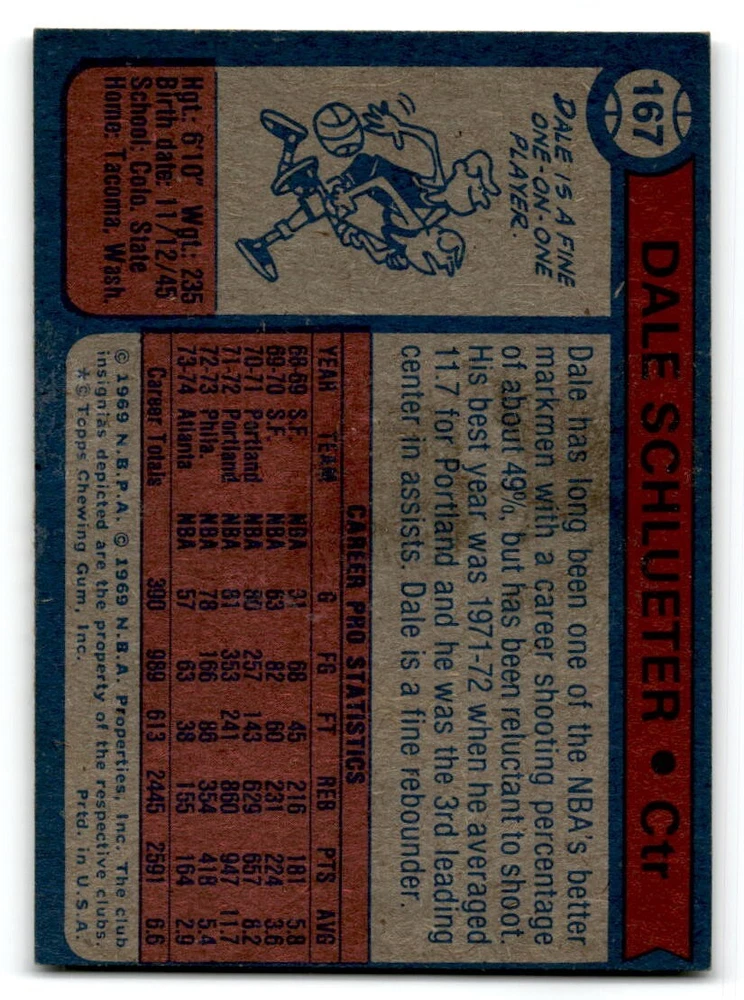 167
DALE SCHLUETER • Ctr
DALE IS A FINE
ONE-ON-ONE
PLAYER.
Hgt: 6'10" Wgt.: 235
Birth date: 11/12/45
School: Colo. State
Home: Tacoma, Wash.
Dale has long been one of the NBA's better
markmen with a career shooting percentage
of about 49%, but has been reluctant to shoot.
His best year was 1971-72 when he averaged
11.7 for Portland and he was the 3rd leading
center in assists. Dale is a fine rebounder.
CAREER PRO STATISTICS
YEAR TEAM G FG FT REB PTS AVG
68-69 S.F. NBA 31 68 45 216 181 5.8
69-70 S.F. NBA 63 82 60 231 224 3.6
70-71 Portland NBA 80 257 143 629 657 8.2
71-72 Portland NBA 81 353 241 860 947 11.7
72-73 Phila. NBA 78 166 86 354 418 5.4
73-74 Atlanta NBA 57 63 38 155 164 2.9
Career Totals 390 989 613 2445 2591 6.6
© 1969 N.B.P.A. © 1969 N.B.A. Properties, Inc. The club
insignias depicted are the property of the respective clubs.
*© Topps Chewing Gum, Inc. Prtd. in U.S.A.